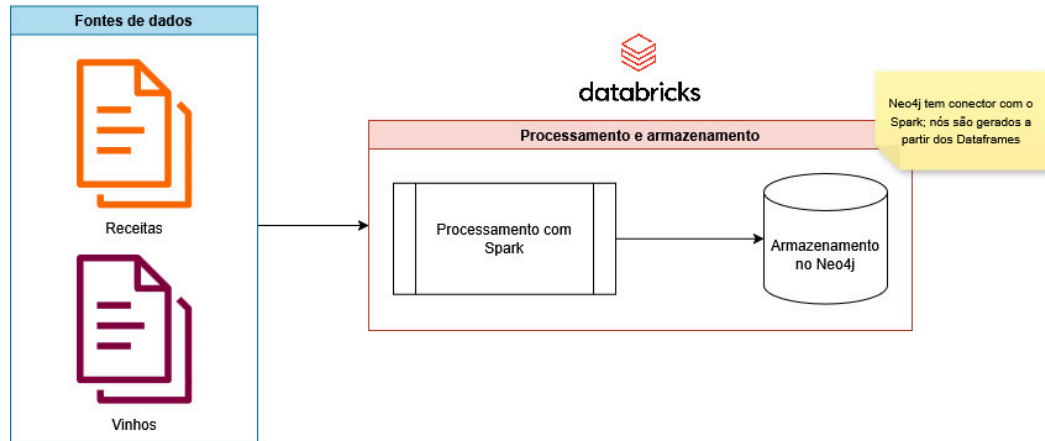 Fontes de dados
Receitas
Vinhos
databricks
Processamento e armazenamento
Processamento com
Spark
Armazenamento
no Neo4j
Neo4j tem conector com o
Spark; nós são gerados a
partir dos Dataframes